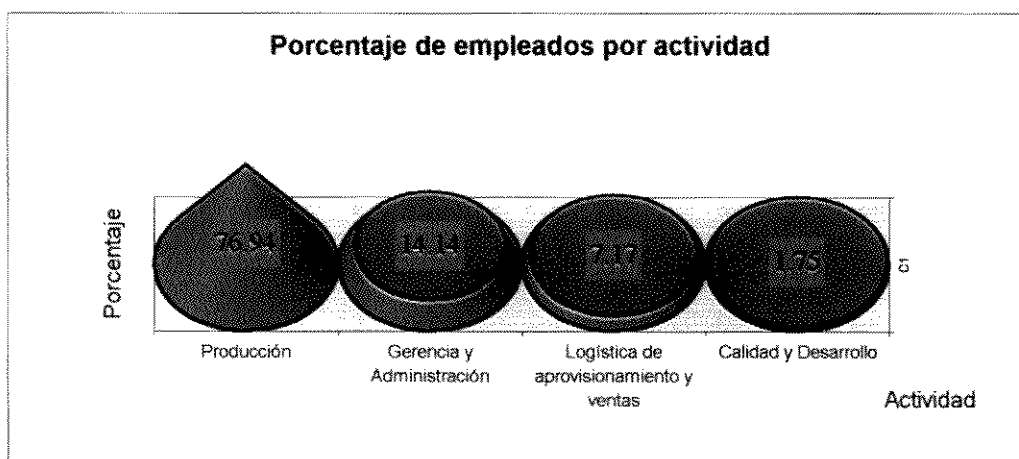 Porcentaje de empleados por actividad
Porcentaje
76.94
14.14
7.17
1.75
C1
Producción
Gerencia y
Administración
Logística de
aprovisionamiento y
ventas
Calidad y Desarrollo
Actividad